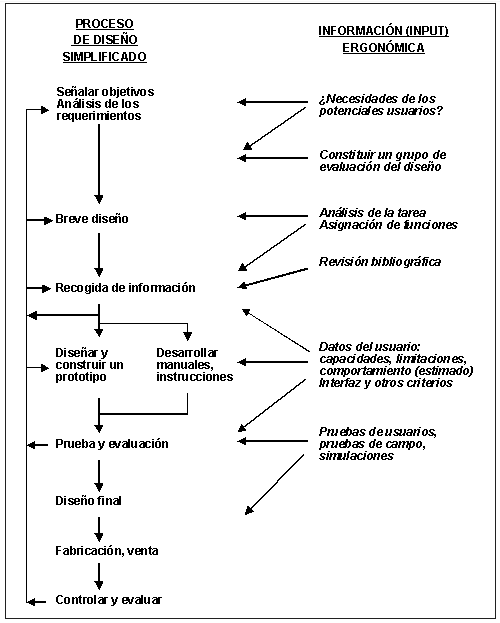 PROCESO
DE DISEÑO
SIMPLIFICADO
INFORMACIÓN (INPUT)
ERGONÓMICA
Señalar objetivos
Análisis de los
requerimientos
¿Necesidades de los
potenciales usuarios?
Constituir un grupo de
evaluación del diseño
Breve diseño
Análisis de la tarea
Asignación de funciones
Revisión bibliográfica
Recogida de información
Diseñar y
construir un
prototipo
Desarrollar
manuales,
instrucciones
Datos del usuario:
capacidades, limitaciones,
comportamiento (estimado)
Interfaz y otros criterios
Prueba y evaluación
Pruebas de usuarios,
pruebas de campo,
simulaciones
Diseño final
Fabricación, venta
Controlar y evaluar